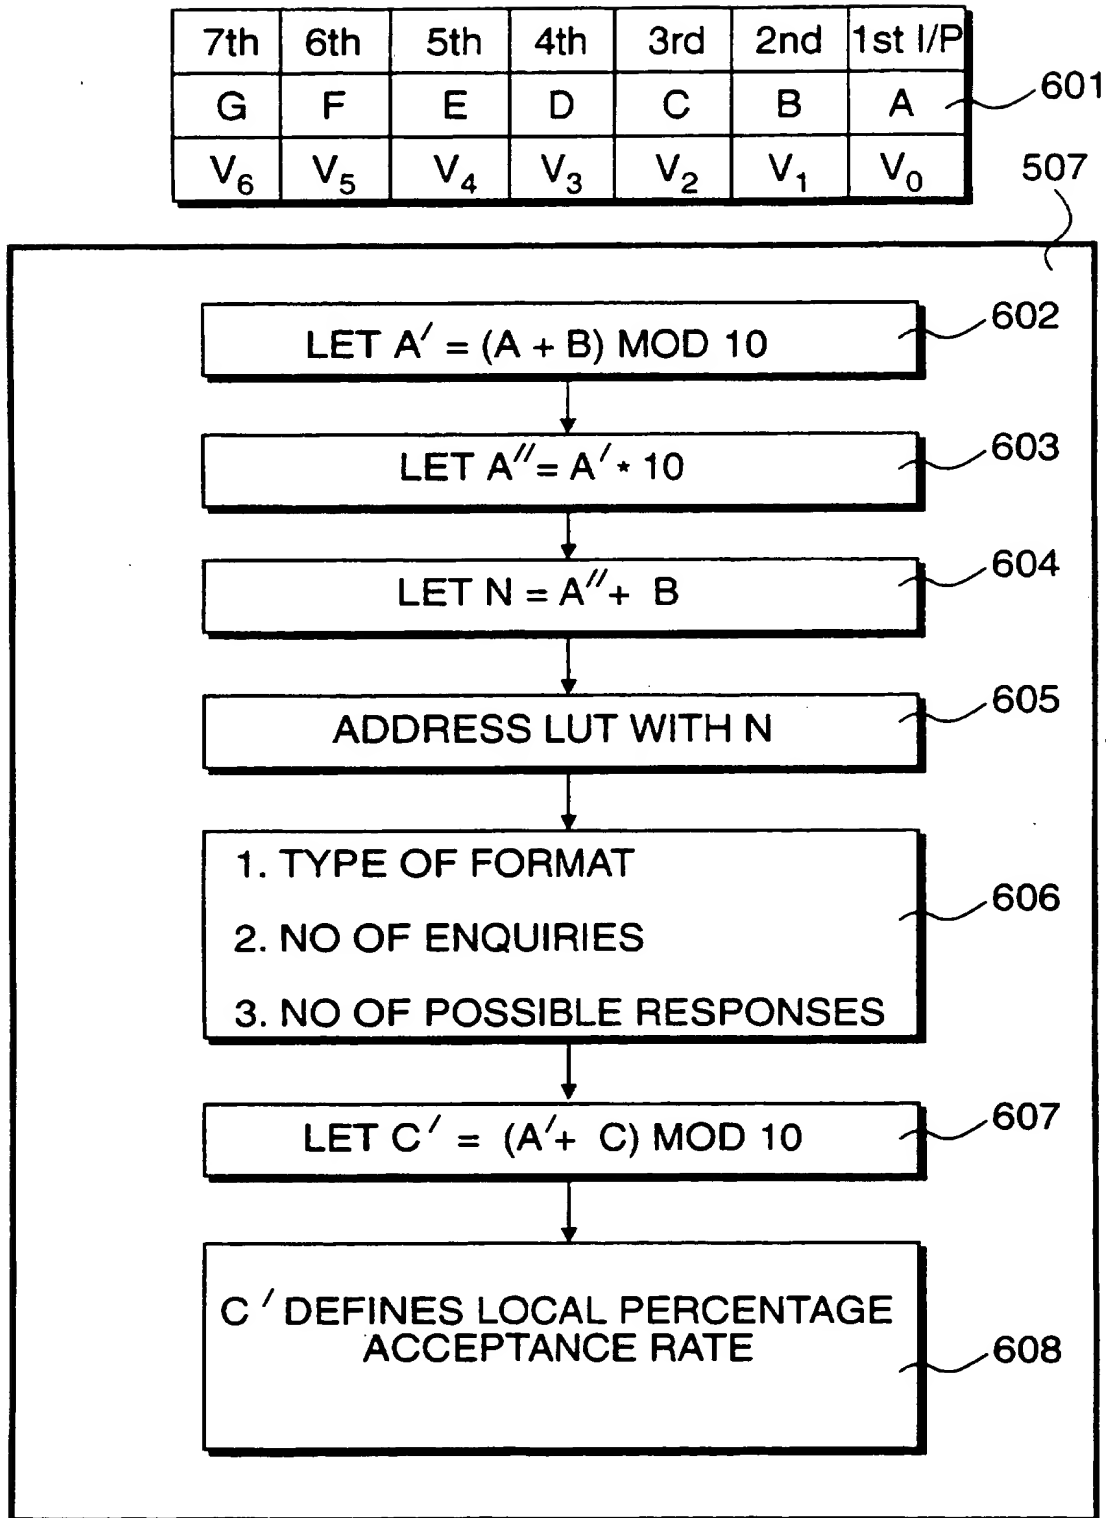 7th 6th 5th 4th 3rd 2nd 1st I/P
G F E D C B A
601
V6 V5 V4 V3 V2 V1 V0
507
LET A′ = (A + B) MOD 10
602
LET A″= A′ * 10
603
LET N = A″+ B
604
ADDRESS LUT WITH N
605
1. TYPE OF FORMAT
2. NO OF ENQUIRIES
3. NO OF POSSIBLE RESPONSES
606
LET C′ = (A′+ C) MOD 10
607
C′ DEFINES LOCAL PERCENTAGE
ACCEPTANCE RATE
608